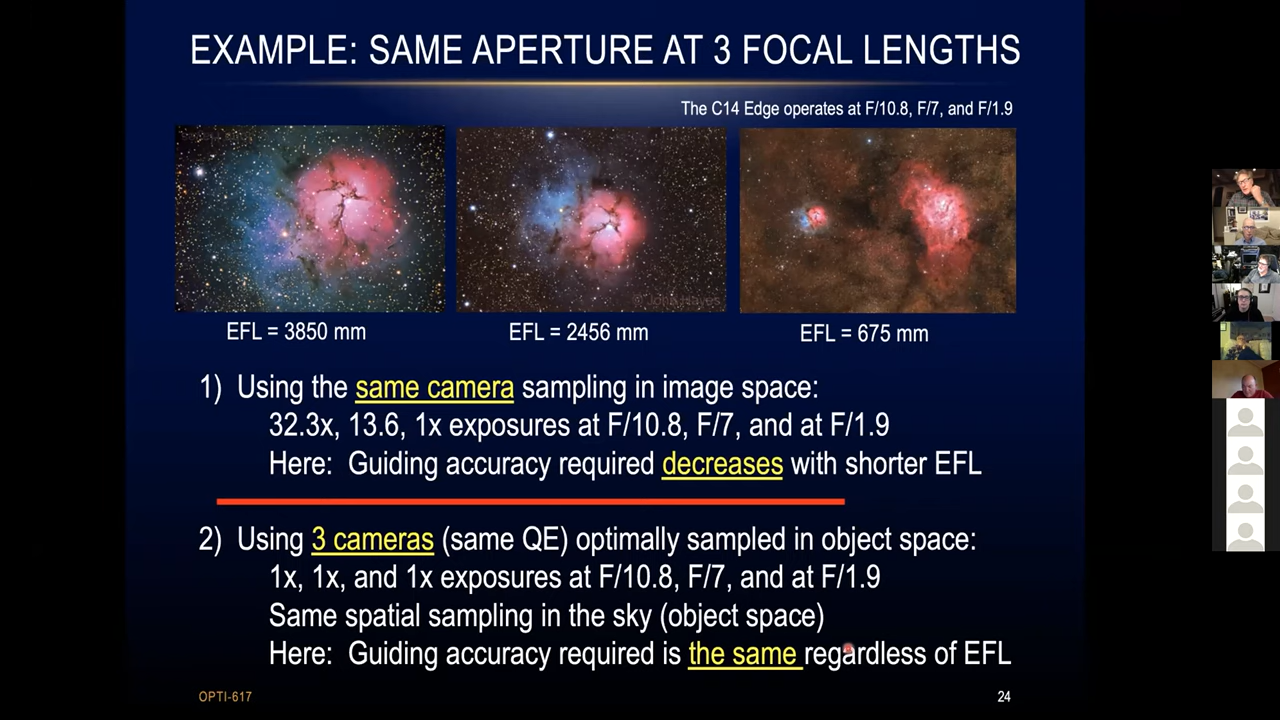 EXAMPLE: SAME APERTURE AT 3 FOCAL LENGTHS
The C14 Edge operates at F/10.8, F/7, and F/1.9
EFL = 3850 mm
EFL = 2456 mm
EFL = 675 mm
1) Using the same camera sampling in image space:
32.3x, 13.6, 1x exposures at F/10.8, F/7, and at F/1.9
Here: Guiding accuracy required decreases with shorter EFL
2) Using 3 cameras (same QE) optimally sampled in object space:
1x, 1x, and 1x exposures at F/10.8, F/7, and at F/1.9
Same spatial sampling in the sky (object space)
Here: Guiding accuracy required is the same regardless of EFL
OPTI-617
24